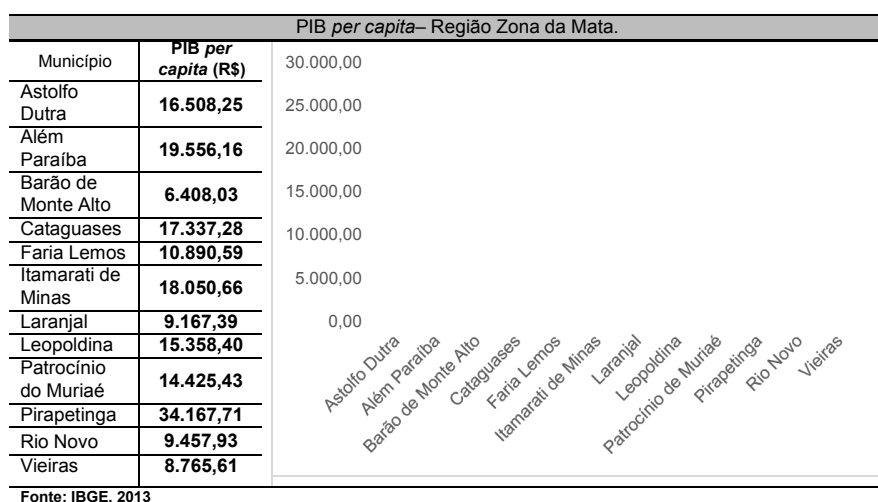 PIB per capita– Região Zona da Mata.
Município
PIB per
capita (R$)
Astolfo
Dutra
16.508,25
Além
Paraíba
19.556,16
Barão de
Monte Alto
6.408,03
Cataguases 17.337,28
Faria Lemos 10.890,59
Itamarati de
Minas
18.050,66
Laranjal 9.167,39
Leopoldina 15.358,40
Patrocínio
do Muriaé
14.425,43
Pirapetinga 34.167,71
Rio Novo 9.457,93
Vieiras 8.765,61
Fonte: IBGE, 2013
30.000,00
25.000,00
20.000,00
15.000,00
10.000,00
5.000,00
0,00
Astolfo Dutra
Além Paraíba
Barão de Monte Alto
Cataguases
Faria Lemos
Itamarati de Minas
Laranjal
Leopoldina
Patrocínio de Muriaé
Pirapetinga
Rio Novo
Vieiras